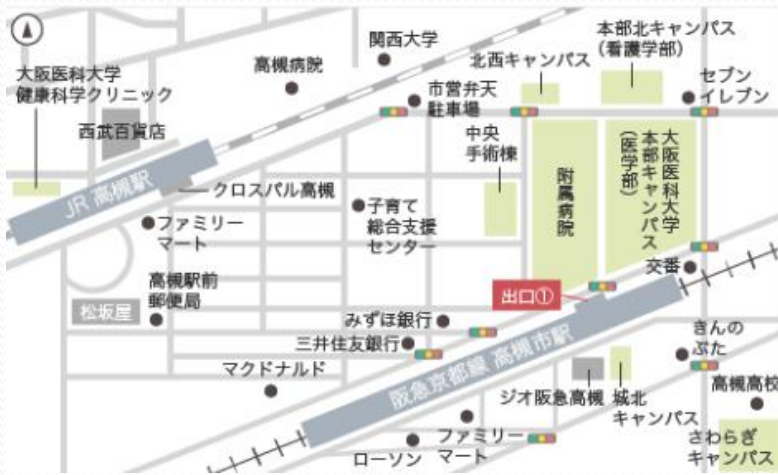 大阪医科大学
健康科学クリニック
西武百貨店
高槻病院
関西大学
市営弁天
駐車場
北西キャンパス
本部北キャンパス
(看護学部)
セブン
イレブン
JR 高槻駅
クロスパル高槻
中央
手術棟
附属病院
大阪医科大学
本部キャンパス
(医学部)
ファミリー
マート
子育て
総合支援
センター
高槻駅前
郵便局
松坂屋
交番
出口①
みずほ銀行
三井住友銀行
マクドナルド
阪急京都線 高槻市駅
きんの
ぶた
ジオ阪急高槻
城北
キャンパス
高槻高校
さわらぎ
キャンパス
ローソン
ファミリー
マート